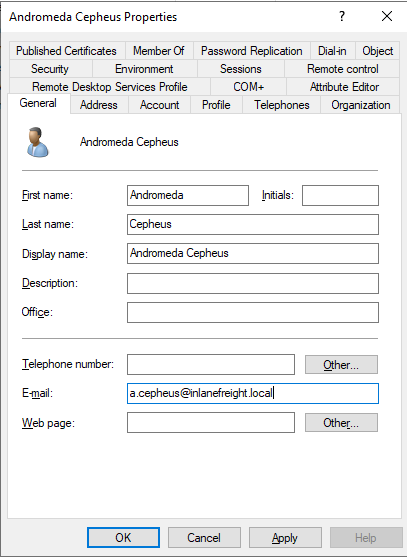 Andromeda Cepheus Properties ? ×
Published Certificates Member Of Password Replication Dial-in Object
Security Environment Sessions Remote control
Remote Desktop Services Profile COM+ Attribute Editor
General Address Account Profile Telephones Organization
Andromeda Cepheus
First name: Andromeda Initials:
Last name: Cepheus
Display name: Andromeda Cepheus
Description:
Office:
Telephone number: Other...
E-mail: a.cepheus@inlanefreight.local
Web page: Other...
OK Cancel Apply Help